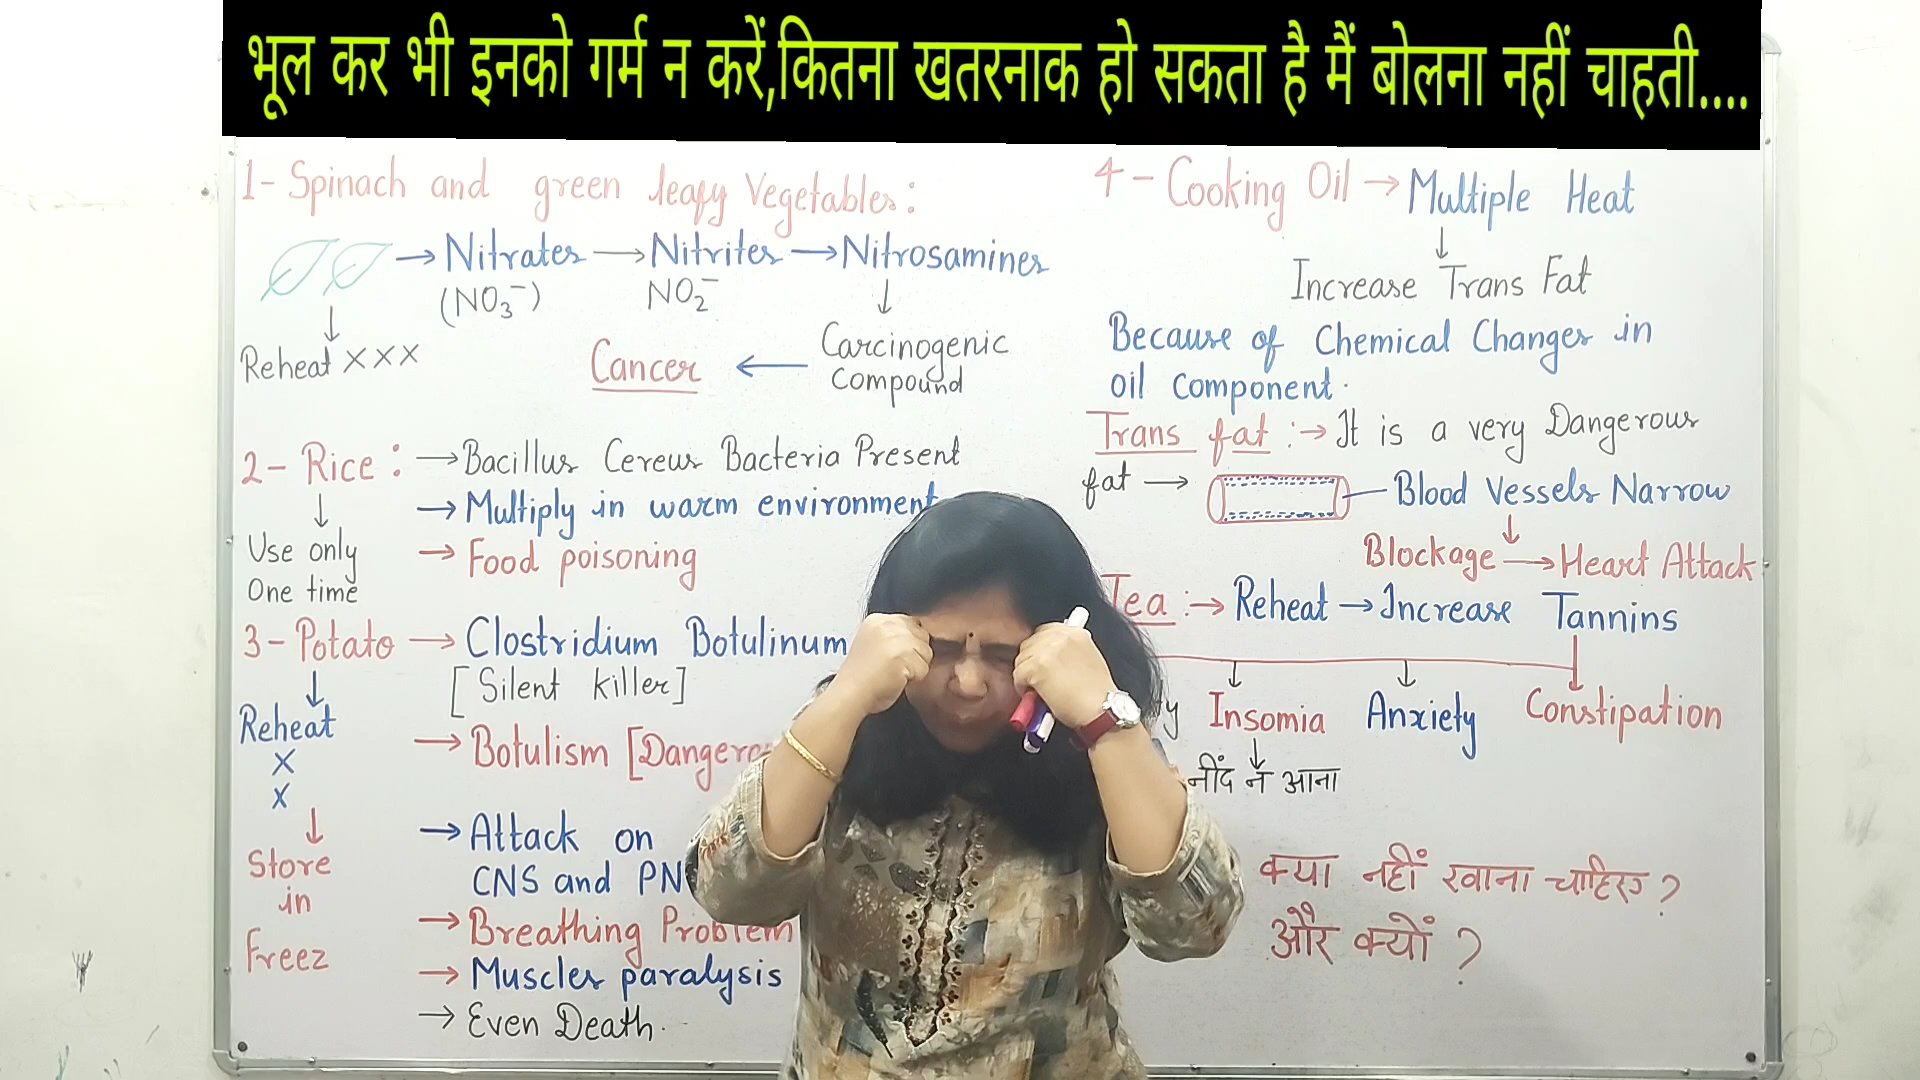 भूल कर भी इनको गर्म न करें,कितना खतरनाक हो सकता है मैं बोलना नहीं चाहती....
1- Spinach and green leafy Vegetables:
→ Nitrates → Nitrites → Nitrosamines
(NO3⁻) NO2⁻
↓ ↓
Reheat XXX
Cancer ← Carcinogenic
Compound
2- Rice : → Bacillus Cereus Bacteria Present
↓ → Multiply in warm environment
Use only → Food poisoning
One time
3- Potato → Clostridium Botulinum
↓ [Silent killer]
Reheat → Botulism
X
X
↓ → Attack on
Store CNS and
in → Breathing Problem
Freez → Muscles paralysis
→ Even Death.
4- Cooking Oil → Multiple Heat
↓
Increase Trans Fat
Because of Chemical Changes in
oil component.
Trans fat :→ It is a very Dangerous
fat → Blood Vessels Narrow
↓
Blockage → Heart Attack
Tea :→ Reheat → Increase Tannins
↓ ↓ ↓
Insomia Anxiety Constipation
↓
नींद न आना
क्या नहीं खाना चाहिए ?
और क्यों ?